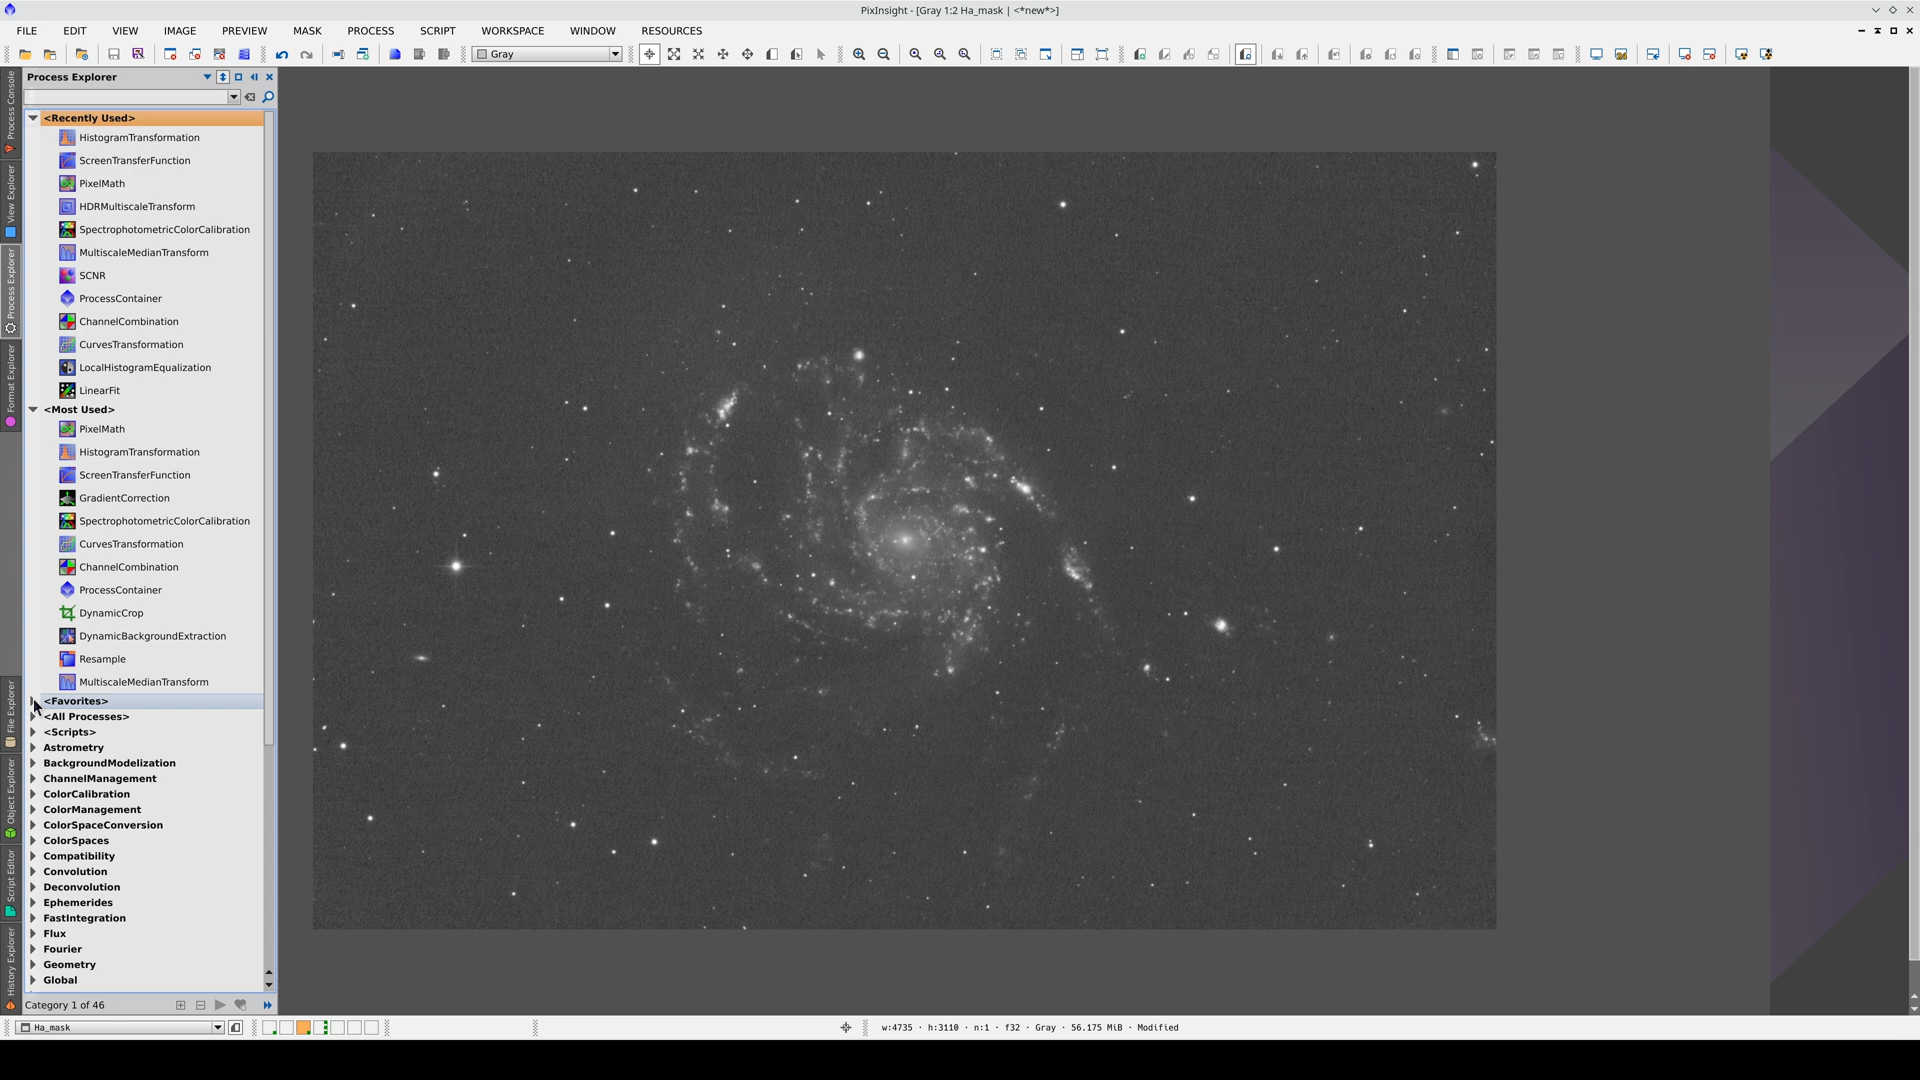 PixInsight - [Gray 1:2 Ha_mask | <*new*>]
FILE EDIT VIEW IMAGE PREVIEW MASK PROCESS SCRIPT WORKSPACE WINDOW RESOURCES
Gray
Process Console
View Explorer
Process Explorer
Format Explorer
File Explorer
Object Explorer
Script Editor
History Explorer
Process Explorer
<Recently Used>
HistogramTransformation
ScreenTransferFunction
PixelMath
HDRMultiscaleTransform
SpectrophotometricColorCalibration
MultiscaleMedianTransform
SCNR
ProcessContainer
ChannelCombination
CurvesTransformation
LocalHistogramEqualization
LinearFit
<Most Used>
PixelMath
HistogramTransformation
ScreenTransferFunction
GradientCorrection
SpectrophotometricColorCalibration
CurvesTransformation
ChannelCombination
ProcessContainer
DynamicCrop
DynamicBackgroundExtraction
Resample
MultiscaleMedianTransform
<Favorites>
<All Processes>
<Scripts>
Astrometry
BackgroundModelization
ChannelManagement
ColorCalibration
ColorManagement
ColorSpaceConversion
ColorSpaces
Compatibility
Convolution
Deconvolution
Ephemerides
FastIntegration
Flux
Fourier
Geometry
Global
Category 1 of 46
Ha_mask
w:4735 · h:3110 · n:1 · f32 · Gray · 56.175 MiB · Modified